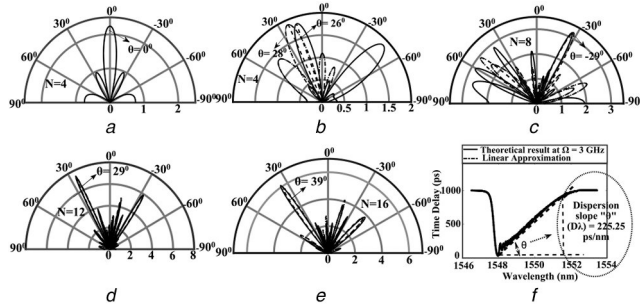 0⁰
30⁰
-30⁰
60⁰
-60⁰
90⁰
-90⁰
θ=0⁰
N=4
0 1 2
a
0⁰
30⁰
-30⁰
60⁰
-60⁰
90⁰
-90⁰
θ= 26⁰
θ= 28⁰
N=4
0 0.5 1 1.5 2
b
0⁰
30⁰
-30⁰
60⁰
-60⁰
90⁰
-90⁰
N=8
θ= -29⁰
0 1 2 3
c
0⁰
30⁰
-30⁰
60⁰
-60⁰
90⁰
-90⁰
θ= 29⁰
N=12
0 2 4 6 8
d
0⁰
30⁰
-30⁰
60⁰
-60⁰
90⁰
-90⁰
θ= 39⁰
N=16
0 2 4 6 8
e
Theoretical result at Ω = 3 GHz
Linear Approximation
Time Delay (ps)
1000
500
0
Dispersion
slope "θ"
(Dλ) = 225.25
ps/nm
θ
1546 1548 1550 1552 1554
Wavelength (nm)
f